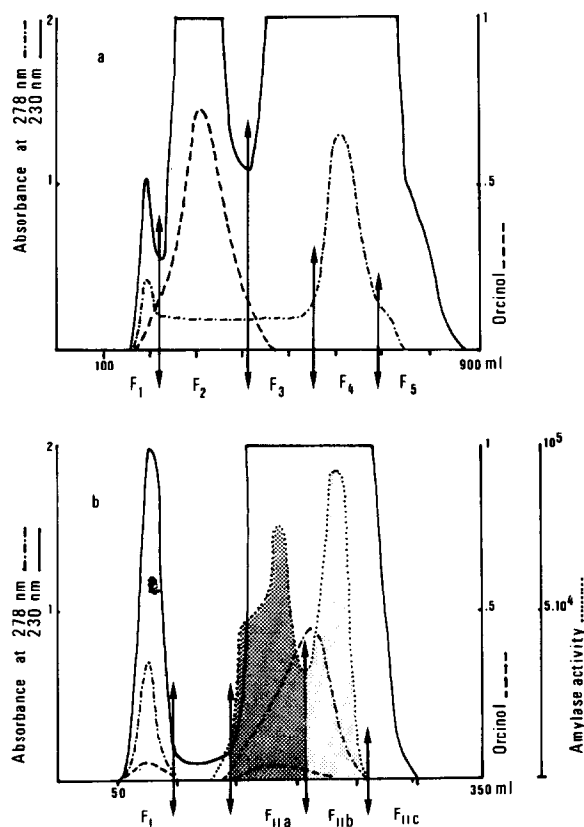 2
1
a
1
.5
Absorbance at 278 nm
230 nm
Orcinol
100
900 ml
F1 F2 F3 F4 F5
2
1
b
1
.5
10^5
5.10^4
Absorbance at 278 nm
230 nm
Orcinol
Amylase activity
50
350 ml
FI FIIa FIIb FIIc